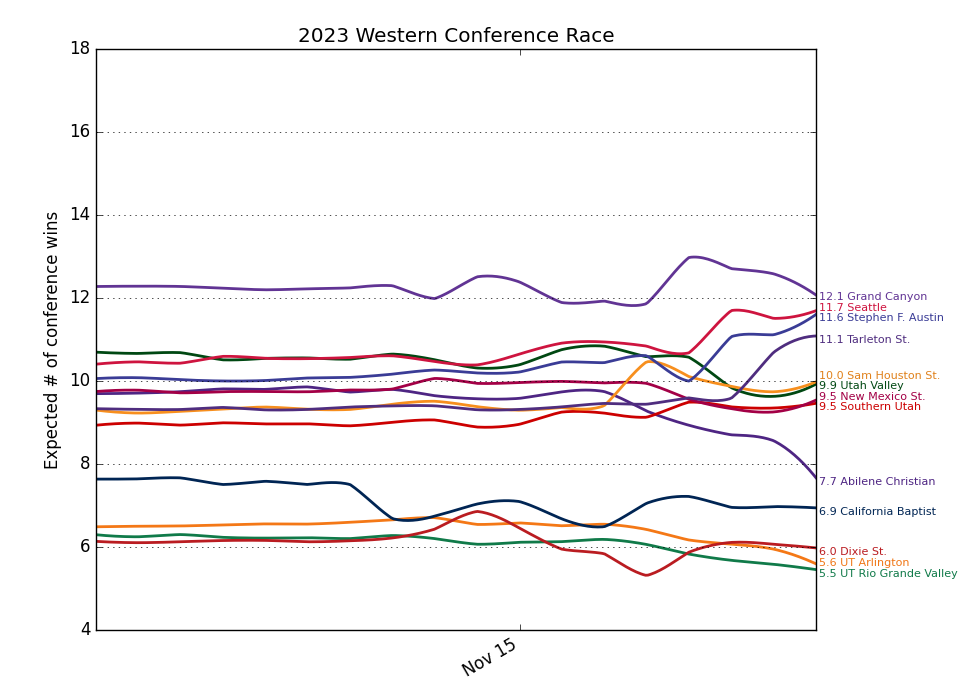 2023 Western Conference Race
18
16
14
12
10
8
6
4
Expected # of conference wins
Nov 15
12.1 Grand Canyon
11.7 Seattle
11.6 Stephen F. Austin
11.1 Tarleton St.
10.0 Sam Houston St.
9.9 Utah Valley
9.5 New Mexico St.
9.5 Southern Utah
7.7 Abilene Christian
6.9 California Baptist
6.0 Dixie St.
5.6 UT Arlington
5.5 UT Rio Grande Valley